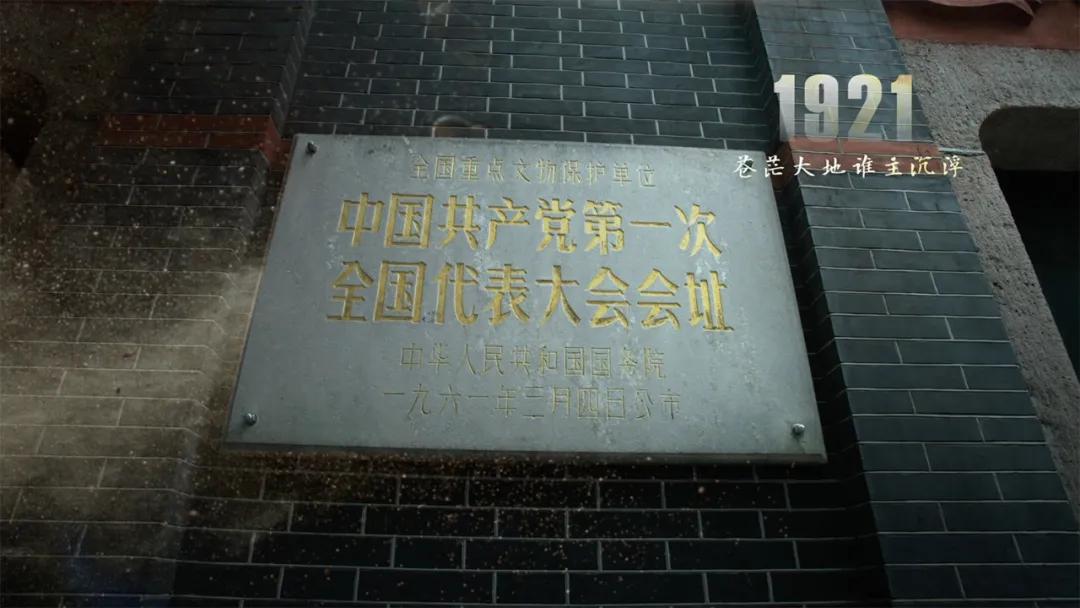 1921
苍茫大地谁主沉浮
全国重点文物保护单位
中国共产党第一次
全国代表大会会址
中华人民共和国国务院
一九六一年三月四日公布